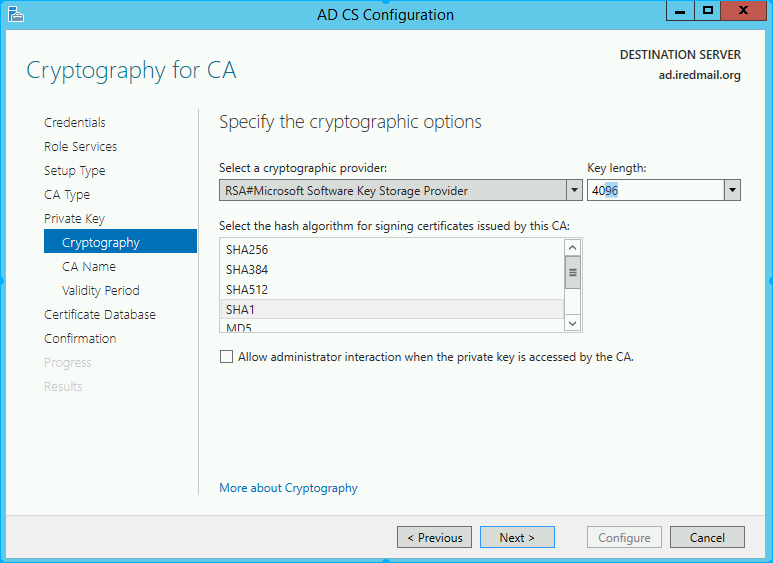 AD CS Configuration
Cryptography for CA
DESTINATION SERVER
ad.iredmail.org
Credentials
Role Services
Setup Type
CA Type
Private Key
Cryptography
CA Name
Validity Period
Certificate Database
Confirmation
Progress
Results
Specify the cryptographic options
Select a cryptographic provider:
Key length:
RSA#Microsoft Software Key Storage Provider
4096
Select the hash algorithm for signing certificates issued by this CA:
SHA256
SHA384
SHA512
SHA1
MD5
Allow administrator interaction when the private key is accessed by the CA.
More about Cryptography
< Previous
Next >
Configure
Cancel